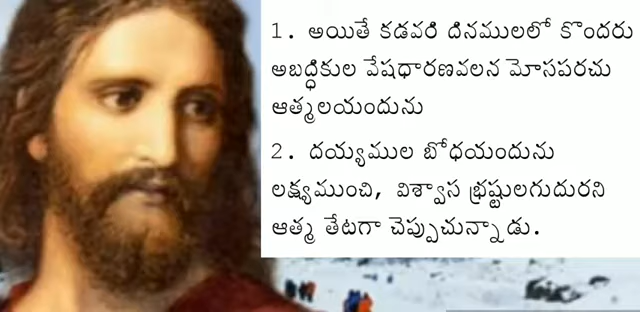 1. అయితే కడవరి దినములలో కొందరు
అబద్ధికుల వేషధారణవలన మోసపరచు
ఆత్మలయందును
2. దయ్యముల బోధయందును
లక్ష్యముంచి, విశ్వాస భ్రష్టులగుదురని
ఆత్మ తేటగా చెప్పుచున్నాడు.